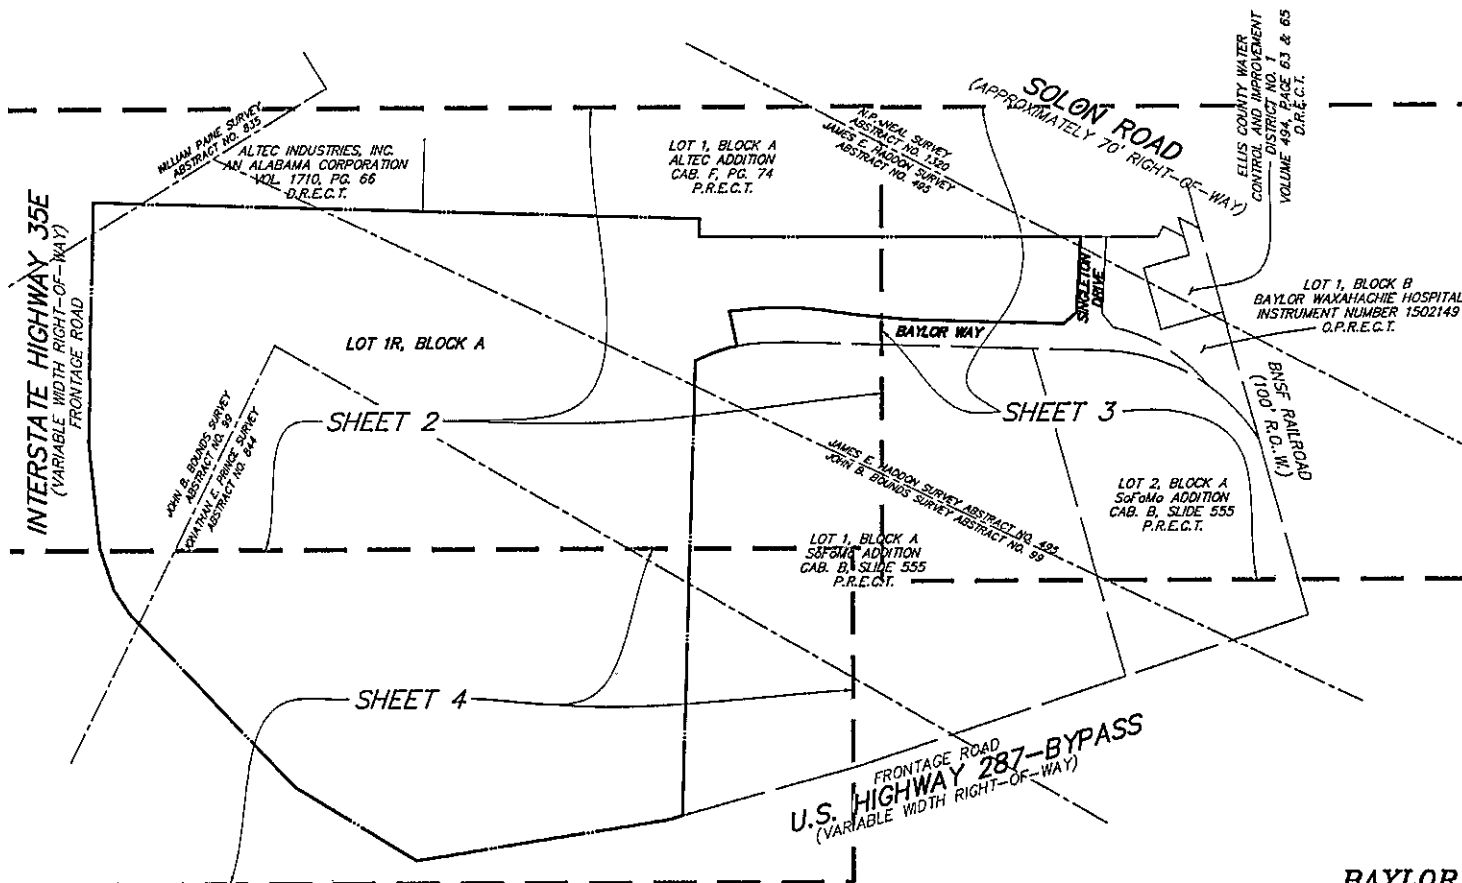 WILLIAM PAINE SURVEY
ABSTRACT NO. 835
ALTEC INDUSTRIES, INC.
AN ALABAMA CORPORATION
VOL. 1710, PG. 66
D.R.E.C.T.
LOT 1, BLOCK A
ALTEC ADDITION
CAB. F, PG. 74
P.R.E.C.T.
N.P. NEAL SURVEY
ABSTRACT NO. 1320
JAMES E. HADDON SURVEY
ABSTRACT NO. 495
SOLON ROAD
(APPROXIMATELY 70' RIGHT-OF-WAY)
ELLIS COUNTY WATER
CONTROL AND IMPROVEMENT
DISTRICT NO. 1
VOLUME 494, PAGE 63 & 65
D.R.E.C.T.
INTERSTATE HIGHWAY 35E
(VARIABLE WIDTH RIGHT-OF-WAY)
FRONTAGE ROAD
SINGLETON
DRIVE
LOT 1, BLOCK B
BAYLOR WAXAHACHIE HOSPITAL
INSTRUMENT NUMBER 1502149
O.P.R.E.C.T.
BAYLOR WAY
LOT 1R, BLOCK A
BNSF RAILROAD
(100' R.O.W.)
SHEET 2
SHEET 3
JOHN B. BOUNDS SURVEY
ABSTRACT NO. 99
JONATHAN E. PRINCE SURVEY
ABSTRACT NO. 844
JAMES E. HADDON SURVEY ABSTRACT NO. 495
JOHN B. BOUNDS SURVEY ABSTRACT NO. 99
LOT 2, BLOCK A
SoFoMo ADDITION
CAB. B, SLIDE 555
P.R.E.C.T.
LOT 1, BLOCK A
SoFoMo ADDITION
CAB. B, SLIDE 555
P.R.E.C.T.
SHEET 4
FRONTAGE ROAD
U.S. HIGHWAY 287-BYPASS
(VARIABLE WIDTH RIGHT-OF-WAY)
BAYLOR